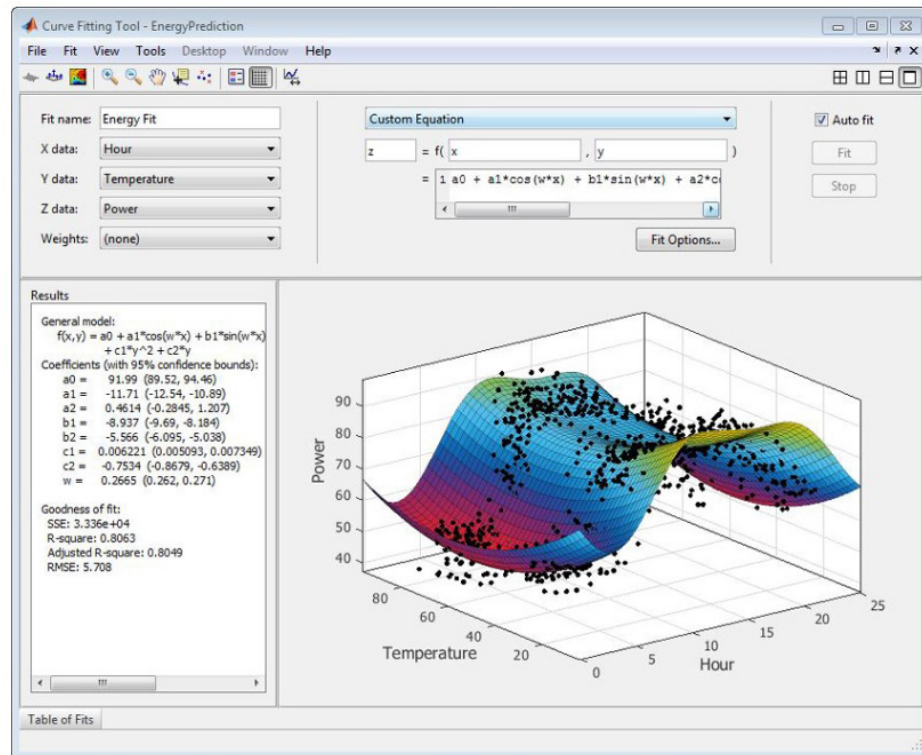 Curve Fitting Tool - EnergyPrediction
File Fit View Tools Desktop Window Help
Fit name: Energy Fit
X data: Hour
Y data: Temperature
Z data: Power
Weights: (none)
Custom Equation
z = f( x , y )
= 1 a0 + a1*cos(w*x) + b1*sin(w*x) + a2*c
Fit Options...
Auto fit
Fit
Stop
Results
General model:
f(x,y) = a0 + a1*cos(w*x) + b1*sin(w*x)
+ c1*y^2 + c2*y
Coefficients (with 95% confidence bounds):
a0 = 91.99 (89.52, 94.46)
a1 = -11.71 (-12.54, -10.89)
a2 = 0.4614 (-0.2845, 1.207)
b1 = -8.937 (-9.69, -8.184)
b2 = -5.566 (-6.095, -5.038)
c1 = 0.006221 (0.005093, 0.007349)
c2 = -0.7534 (-0.8679, -0.6389)
w = 0.2665 (0.262, 0.271)
Goodness of fit:
SSE: 3.336e+04
R-square: 0.8063
Adjusted R-square: 0.8049
RMSE: 5.708
Power
90
80
70
60
50
40
80
60
40
20
Temperature
0
5
10
15
20
25
Hour
Table of Fits